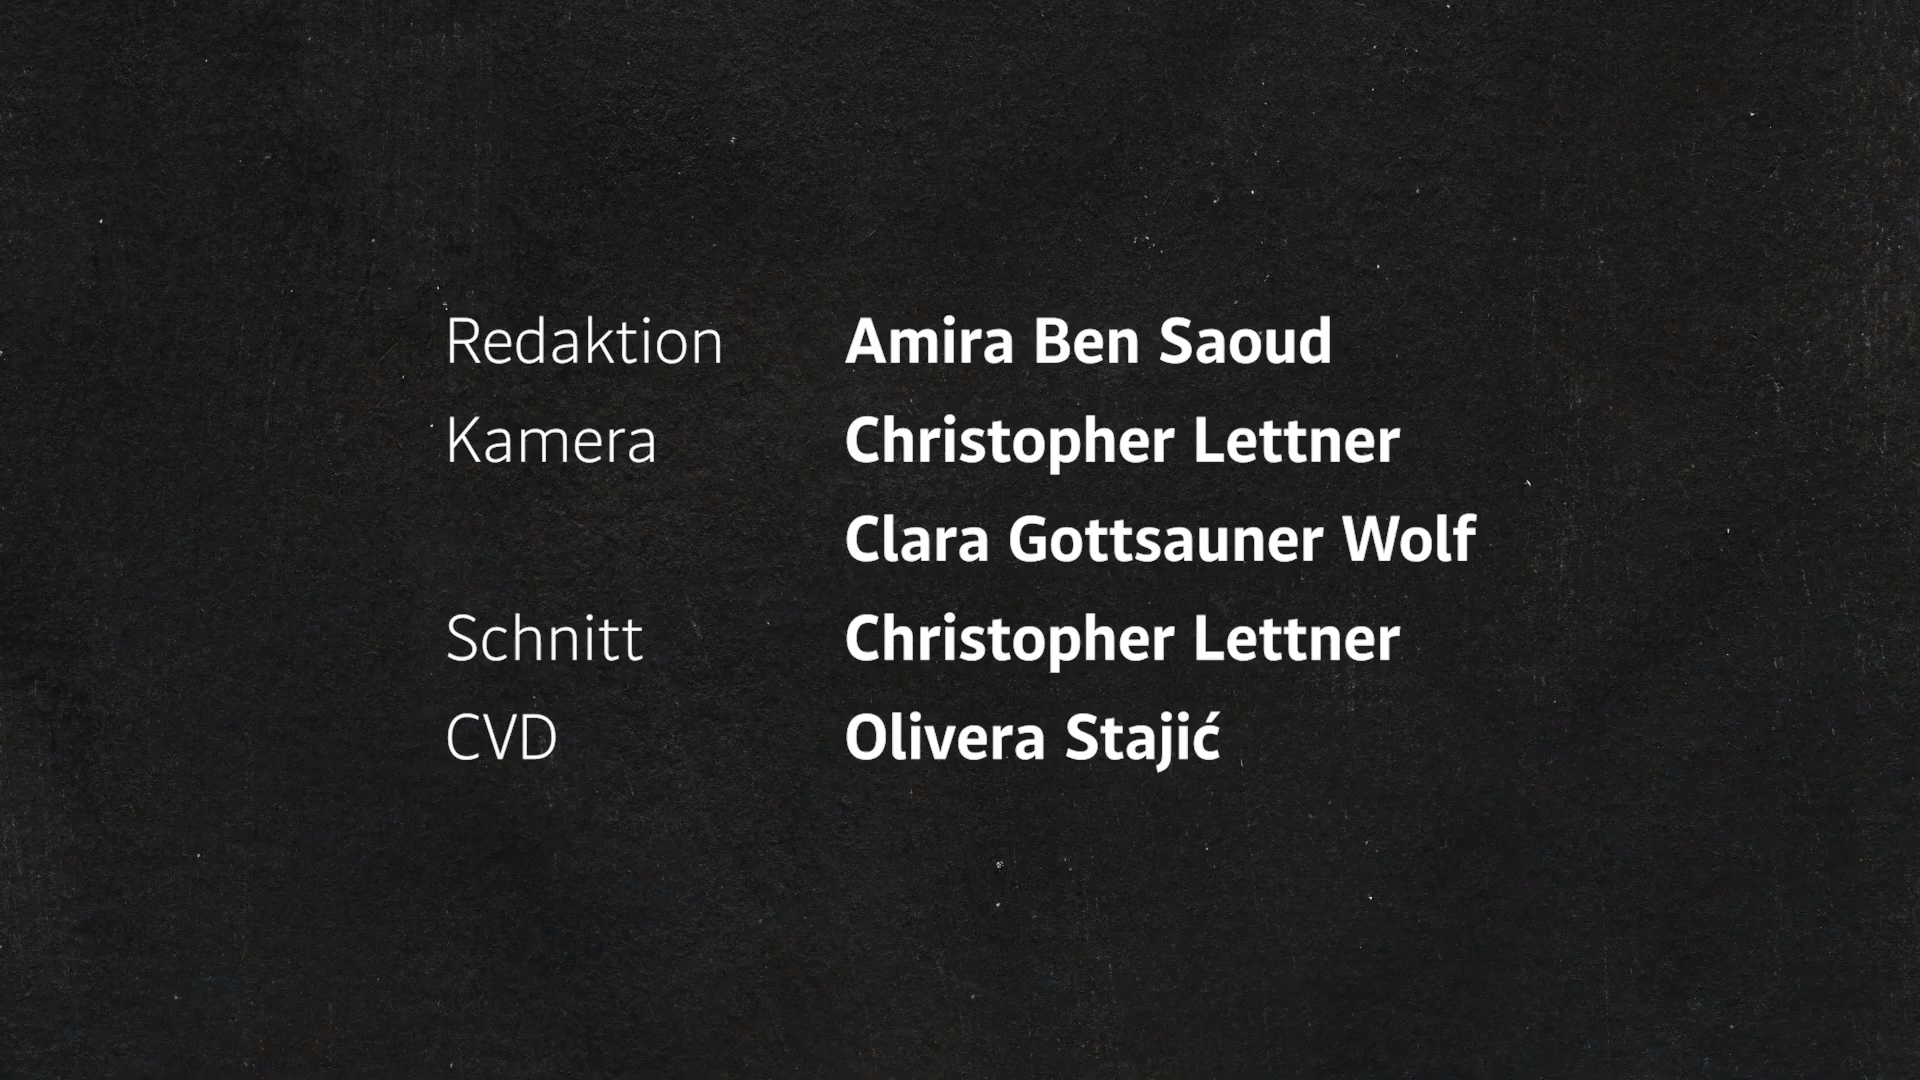 Redaktion Amira Ben Saoud
Kamera Christopher Lettner
Clara Gottsauner Wolf
Schnitt Christopher Lettner
CVD Olivera Stajić